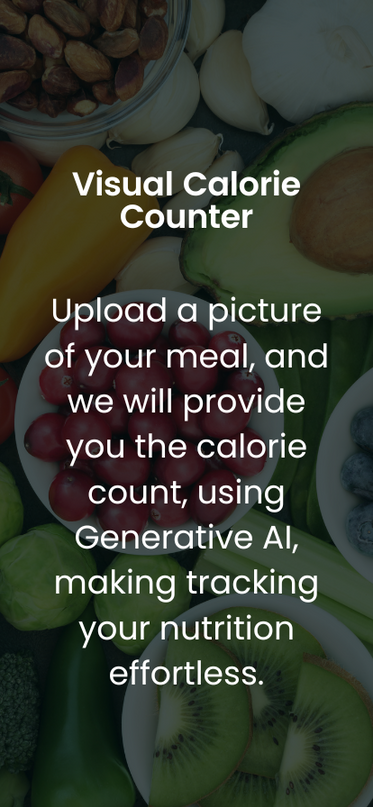 Visual Calorie
Counter
Upload a picture
of your meal, and
we will provide
you the calorie
count, using
Generative AI,
making tracking
your nutrition
effortless.